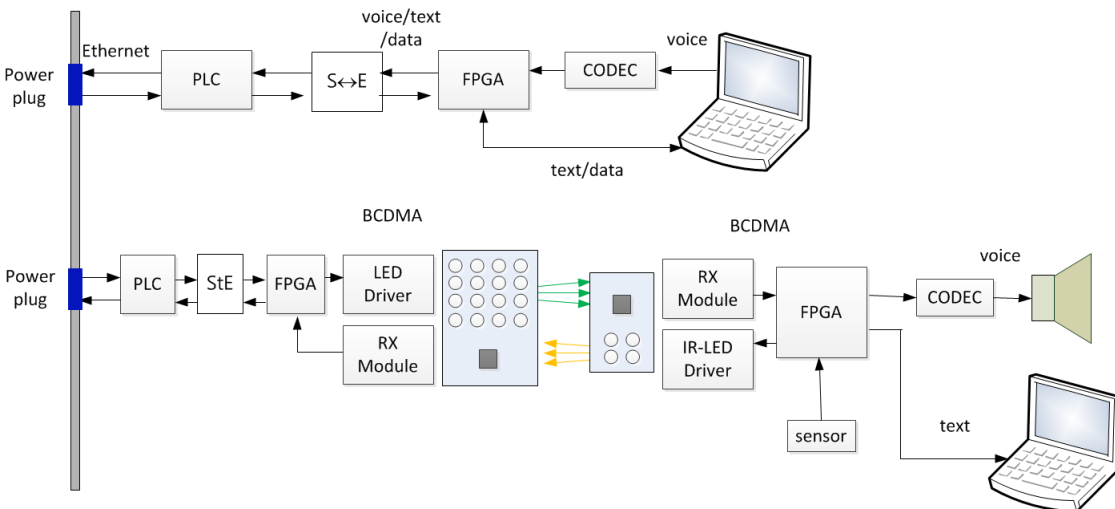 voice/text
/data
voice
Ethernet
Power
plug
PLC
S↔E
FPGA
CODEC
text/data
BCDMA
BCDMA
voice
Power
plug
PLC
StE
FPGA
LED
Driver
RX
Module
RX
Module
IR-LED
Driver
FPGA
CODEC
sensor
text